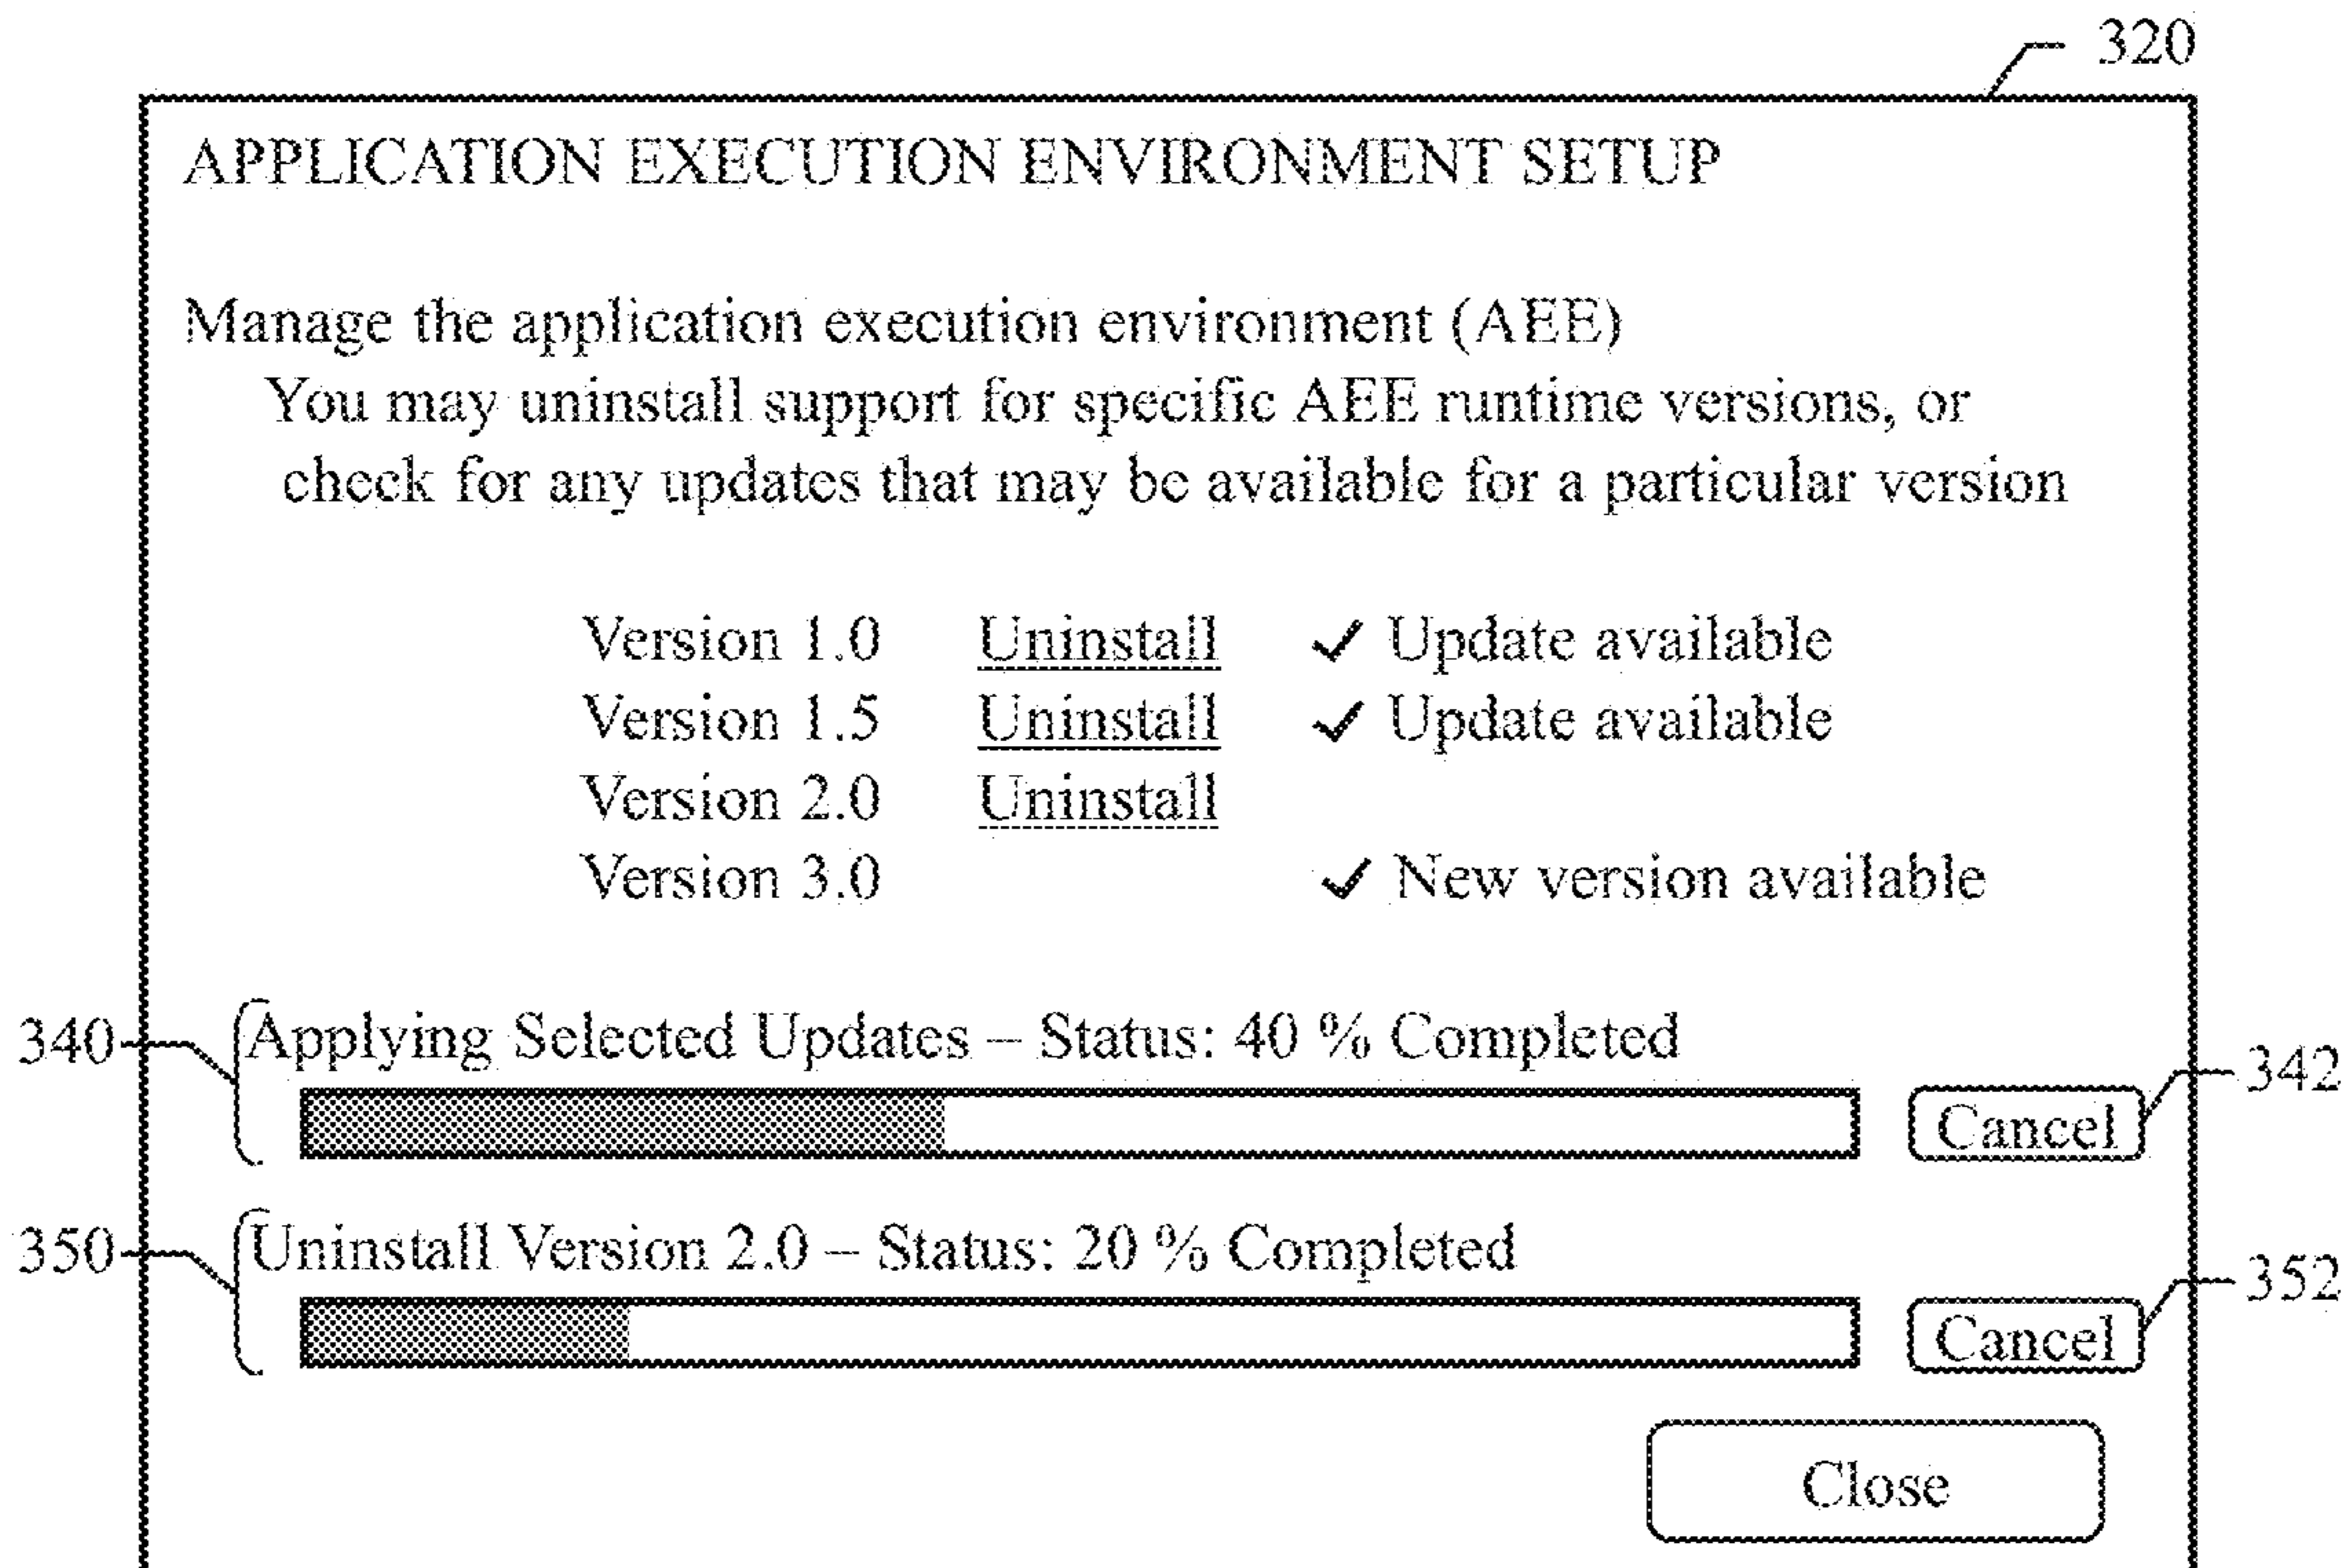 320
APPLICATION EXECUTION ENVIRONMENT SETUP
Manage the application execution environment (AEE)
You may uninstall support for specific AEE runtime versions, or
check for any updates that may be available for a particular version
Version 1.0 Uninstall ✓ Update available
Version 1.5 Uninstall ✓ Update available
Version 2.0 Uninstall
Version 3.0 ✓ New version available
340 Applying Selected Updates – Status: 40 % Completed
Cancel 342
350 Uninstall Version 2.0 – Status: 20 % Completed
Cancel 352
Close